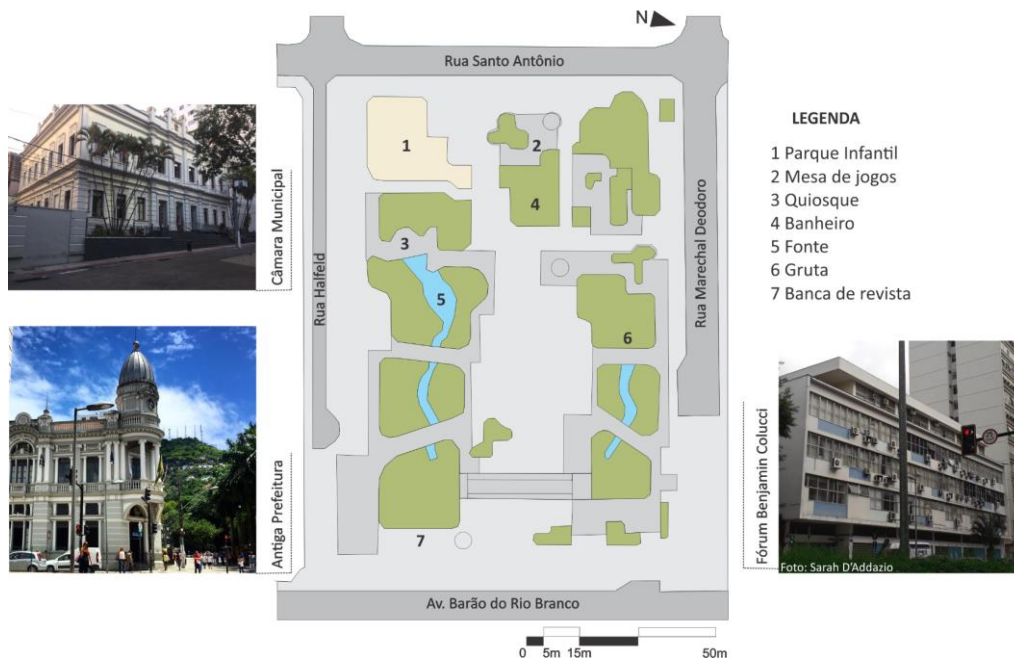 N
Rua Santo Antônio
Câmara Municipal
Rua Halfeld
Rua Marechal Deodoro
1
2
3
4
5
6
7
LEGENDA
1 Parque Infantil
2 Mesa de jogos
3 Quiosque
4 Banheiro
5 Fonte
6 Gruta
7 Banca de revista
Antiga Prefeitura
Fórum Benjamin Colucci
Foto: Sarah D'Addazio
Av. Barão do Rio Branco
0 5m 15m 50m